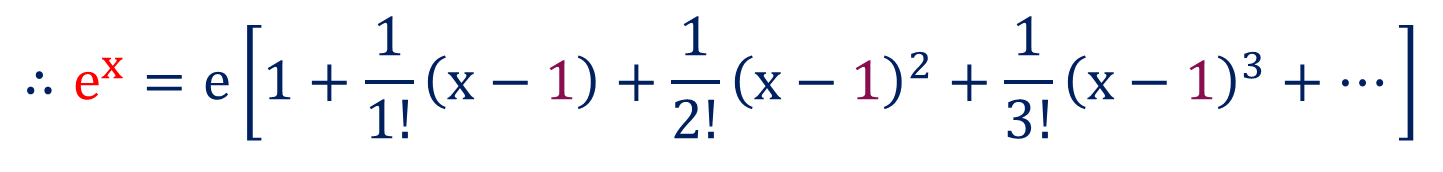 ∴ eˣ = e[1 + 1/1!(x − 1) + 1/2!(x − 1)² + 1/3!(x − 1)³ + ⋯]